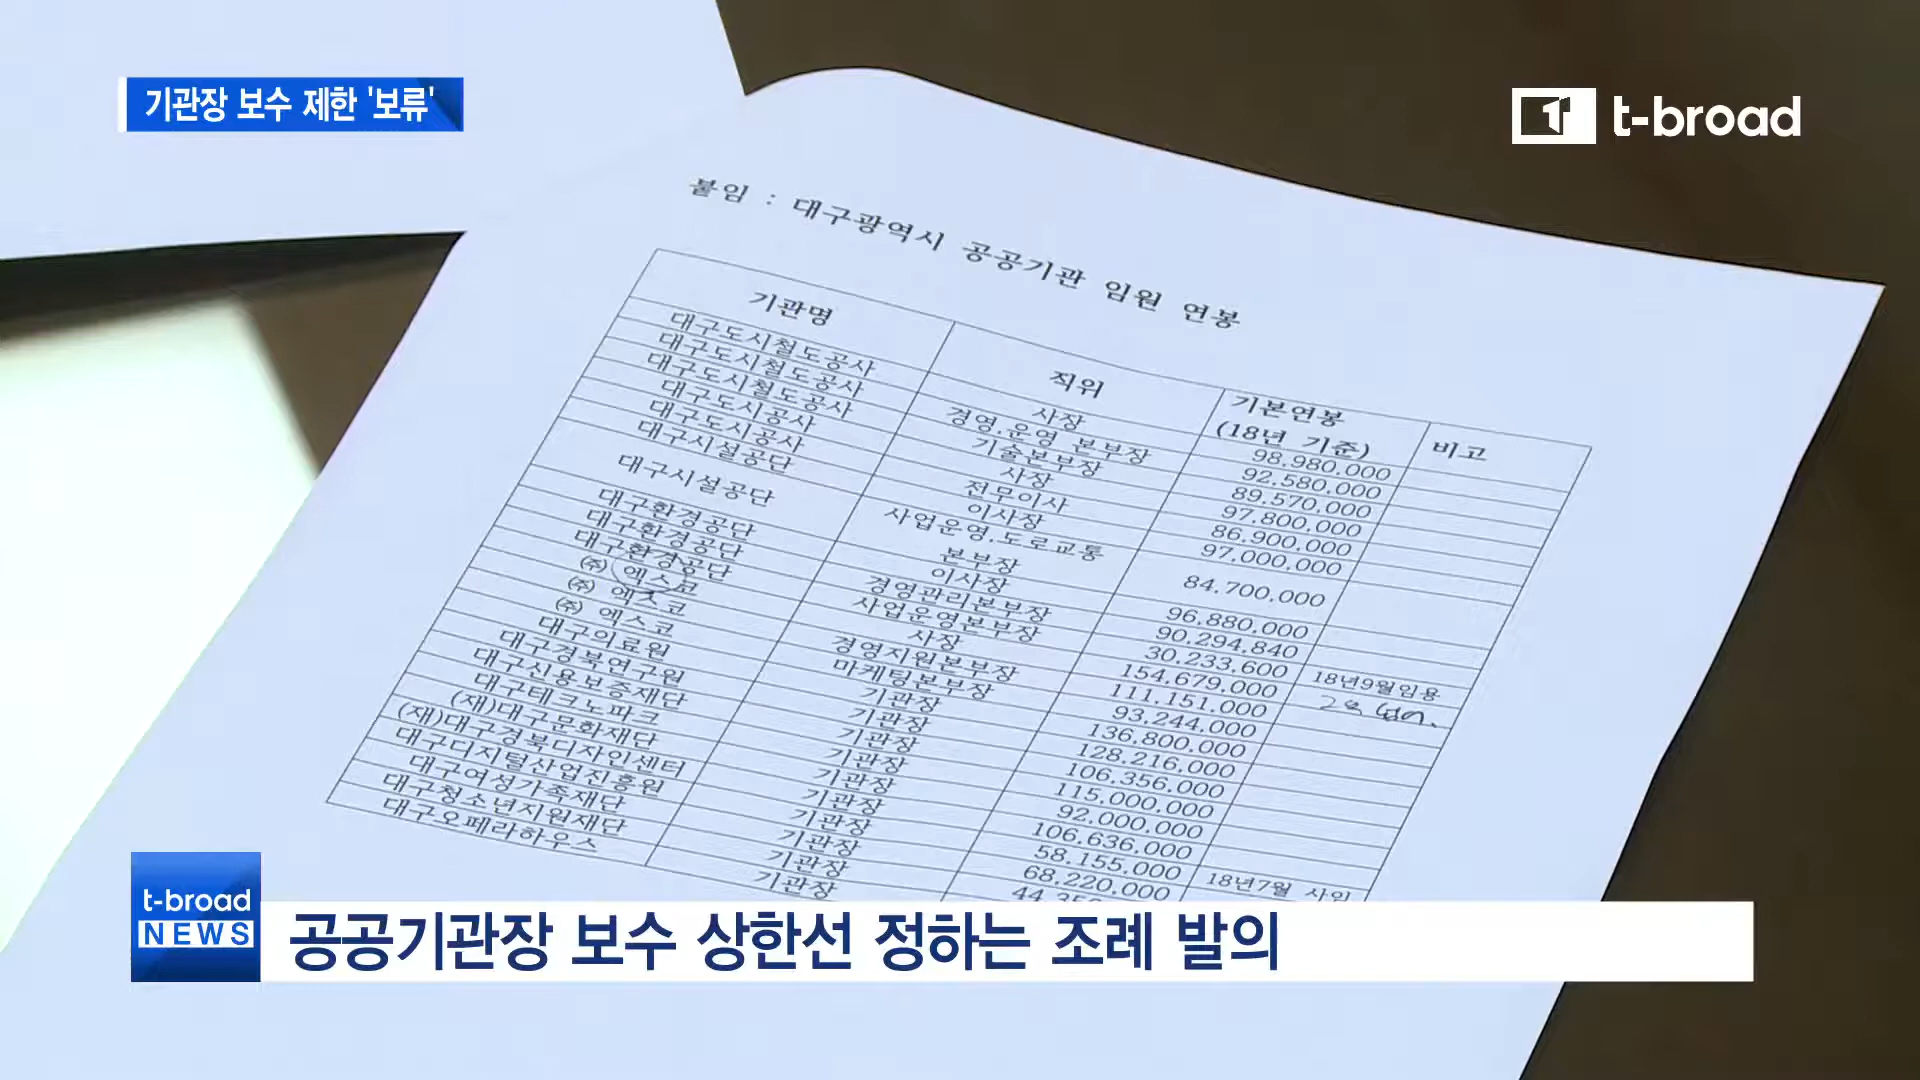 기관장 보수 제한 '보류'
t-broad
붙임 : 대구광역시 공공기관 임원 연봉
기관명 직위 기본연봉 (18년 기준) 비고
대구도시철도공사 사장 98.980.000
대구도시철도공사 경영.운영 본부장 92.580.000
대구도시철도공사 기술본부장 89.570.000
대구도시공사 사장 97.800.000
대구도시공사 전무이사 86.900.000
대구시설공단 이사장 97.000.000
대구시설공단 사업운영.도로교통 본부장 84.700.000
대구환경공단 이사장 96.880.000
대구환경공단 경영관리본부장 90.294.840
대구환경공단 사업운영본부장 30.233.600 18년9월임용
㈜ 엑스코 사장 154.679.000
㈜ 엑스코 경영지원본부장 111.151.000
㈜ 엑스코 마케팅본부장 93.244.000
대구의료원 기관장 136.800.000
대구경북연구원 기관장 128.216.000
대구신용보증재단 기관장 106.356.000
대구테크노파크 기관장 115.000.000
(재)대구문화재단 기관장 92.000.000
(재)대구경북디자인센터 기관장 106.636.000
대구디지털산업진흥원 기관장 58.155.000 18년7월 사임
대구여성가족재단 기관장 68.220.000
대구청소년지원재단 기관장
대구오페라하우스 기관장
t-broad
NEWS
공공기관장 보수 상한선 정하는 조례 발의